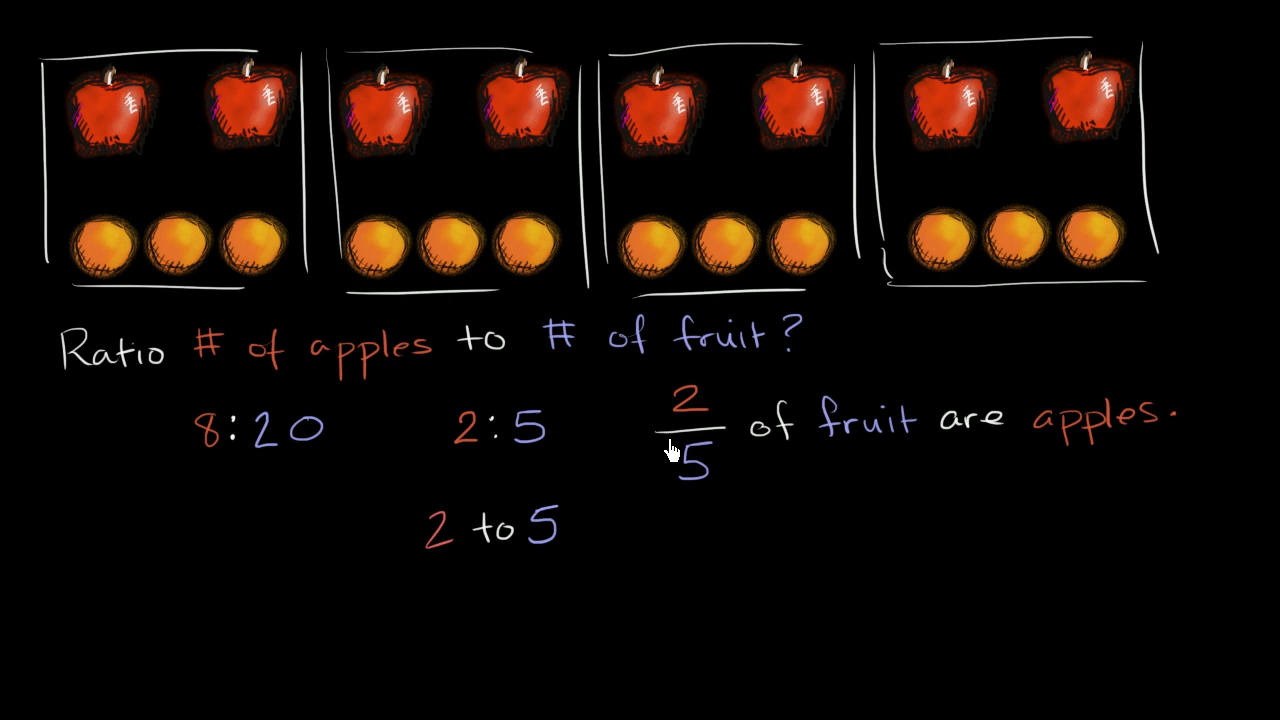 Ratio # of apples to # of fruit?
8:20 2:5 2/5 of fruit are apples.
2 to 5